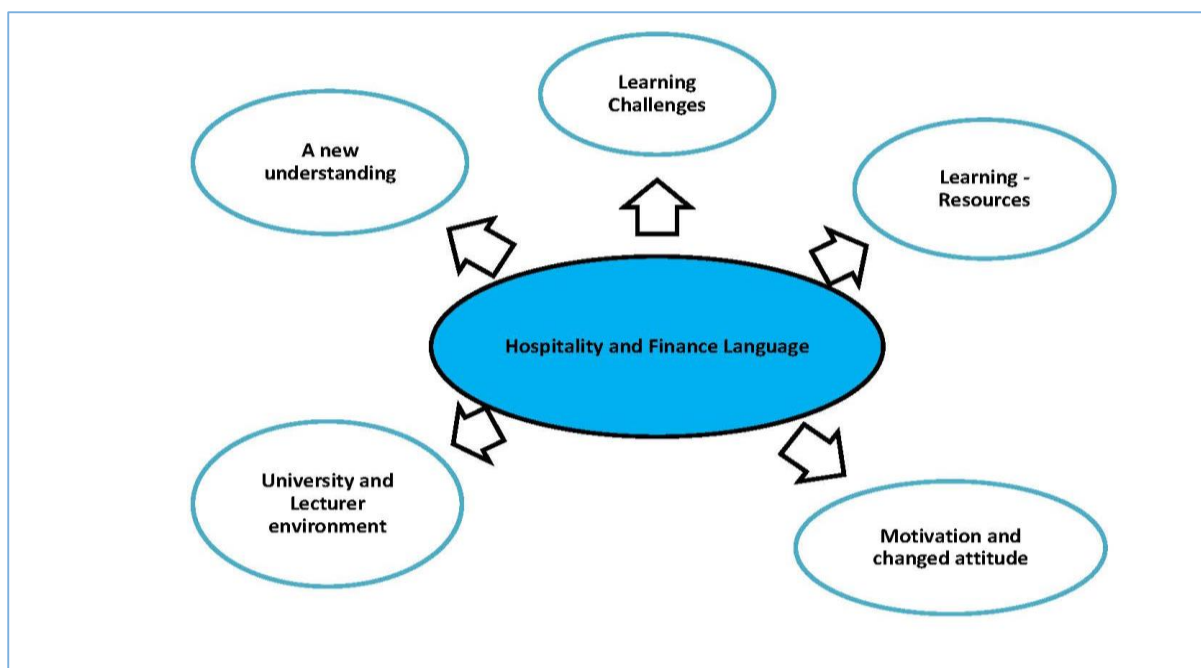 Learning
Challenges
A new
understanding
Learning -
Resources
Hospitality and Finance Language
University and
Lecturer
environment
Motivation and
changed attitude